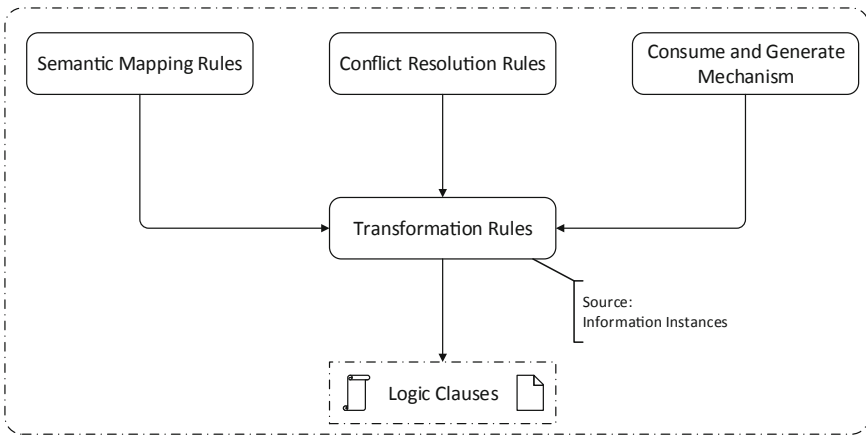 Semantic Mapping Rules
Conflict Resolution Rules
Consume and Generate
Mechanism
Transformation Rules
Source:
Information Instances
Logic Clauses